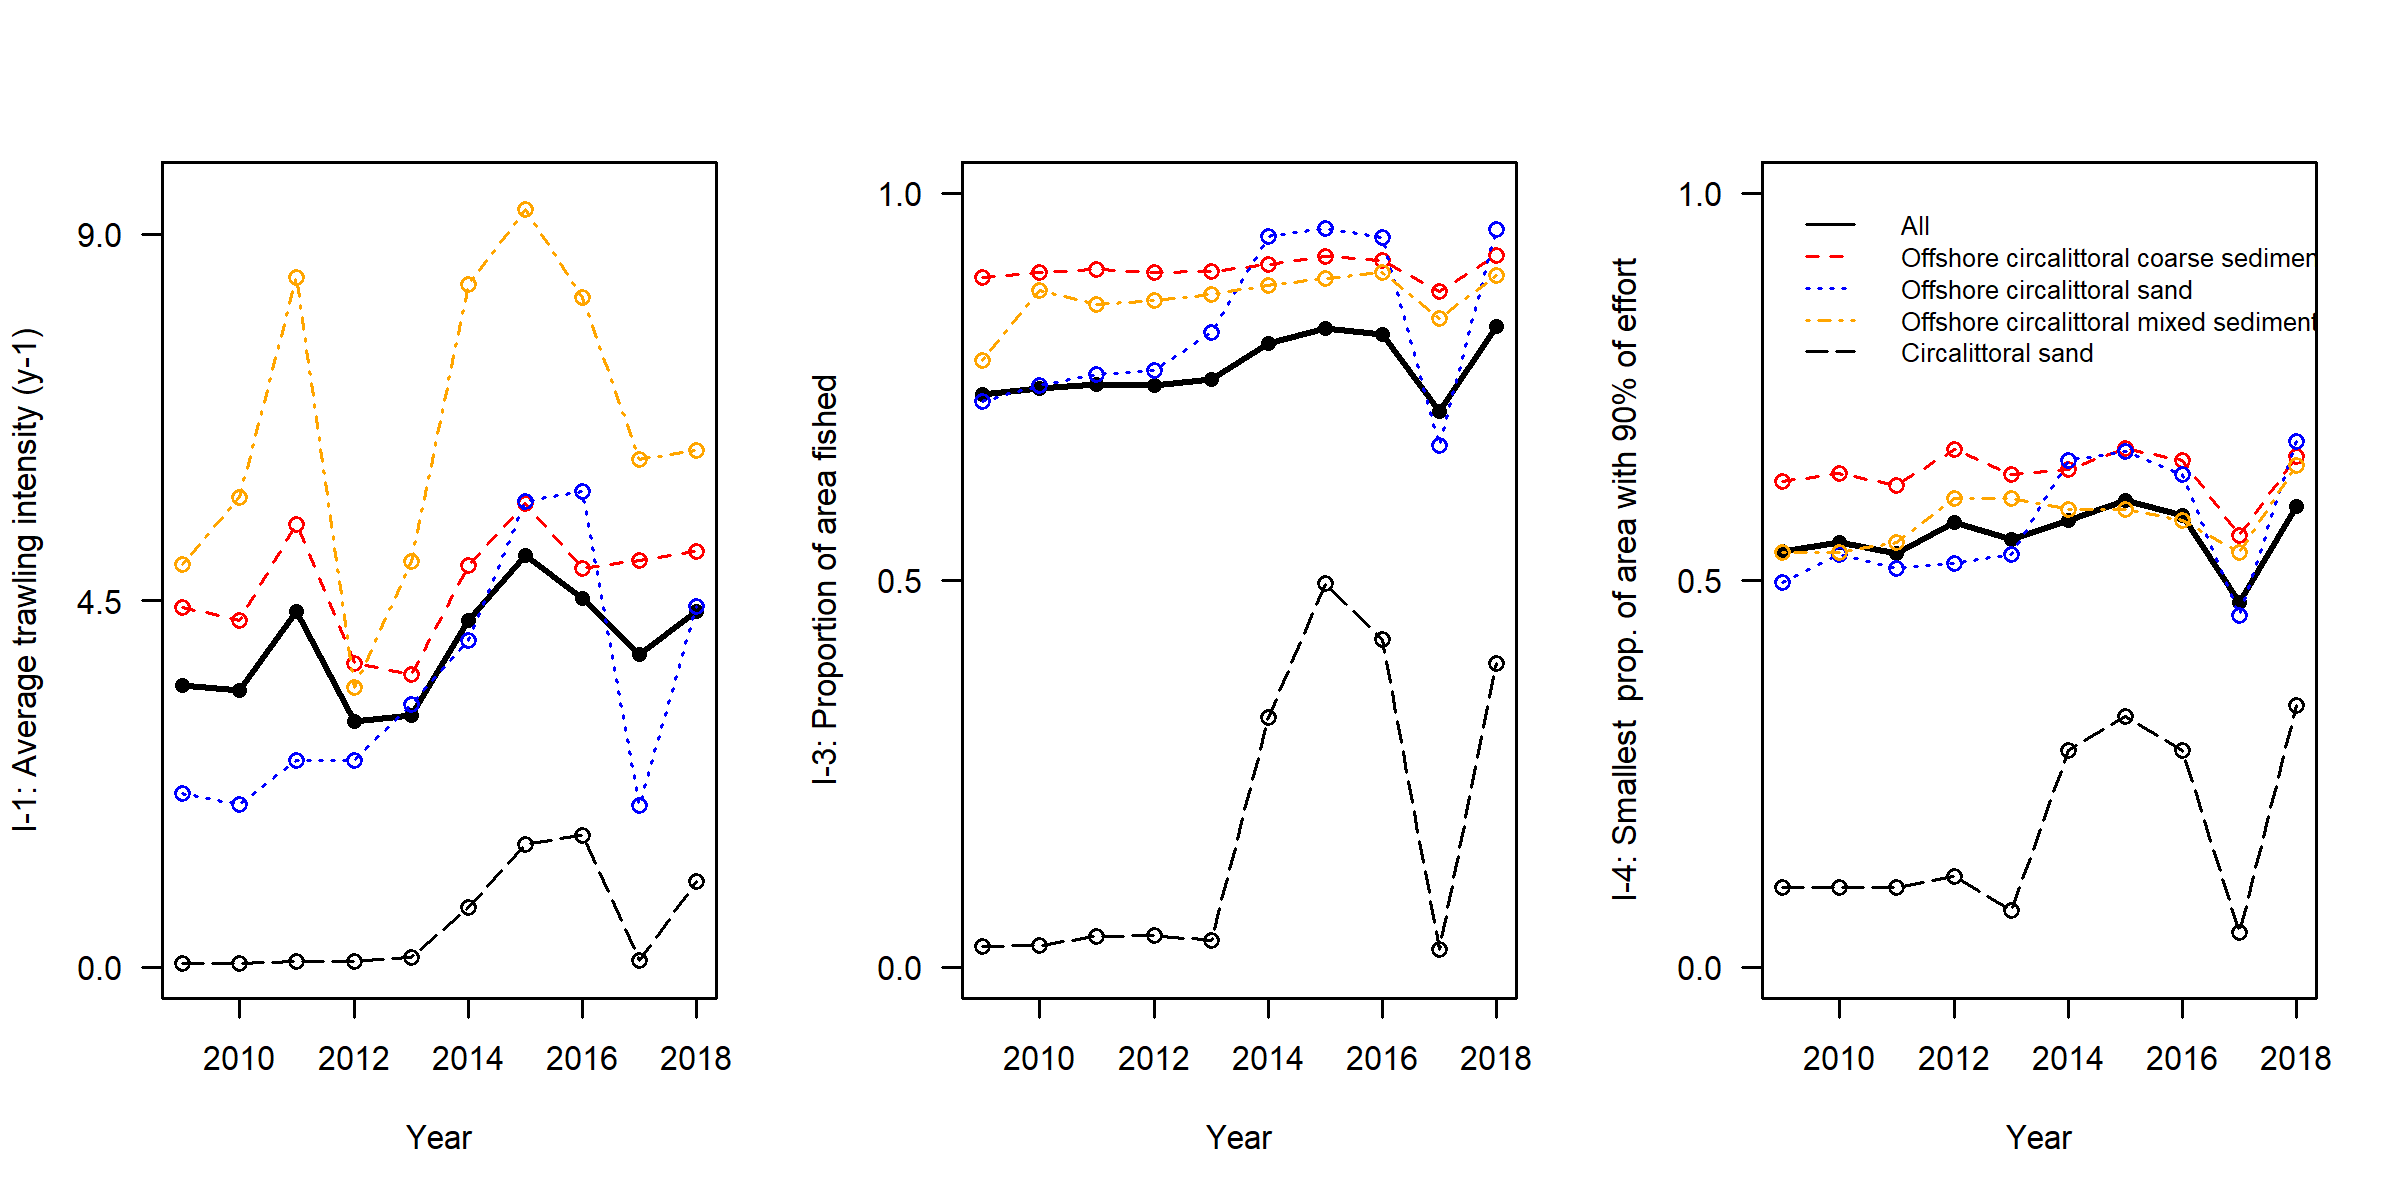 I-1: Average trawling intensity (y-1)
9.0
4.5
0.0
2010 2012 2014 2016 2018
Year
I-3: Proportion of area fished
1.0
0.5
0.0
2010 2012 2014 2016 2018
Year
I-4: Smallest prop. of area with 90% of effort
1.0
0.5
0.0
All
Offshore circalittoral coarse sedimen
Offshore circalittoral sand
Offshore circalittoral mixed sediment
Circalittoral sand
2010 2012 2014 2016 2018
Year